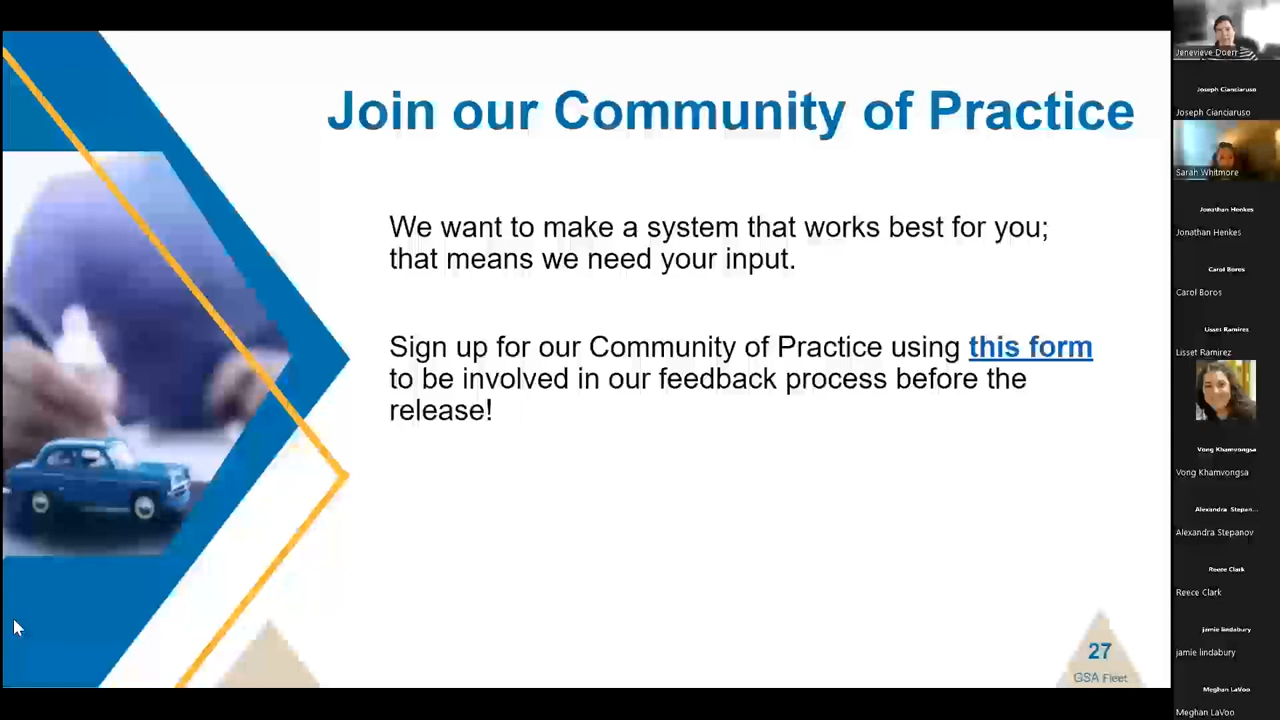 Join our Community of Practice
We want to make a system that works best for you;
that means we need your input.
Sign up for our Community of Practice using this form
to be involved in our feedback process before the
release!
27
GSA Fleet
Jenevieve Doerr
Joseph Cianciaruso
Joseph Cianciaruso
Sarah Whitmore
Jonathan Henkes
Jonathan Henkes
Carol Boros
Carol Boros
Lisset Ramirez
Lisset Ramirez
Vong Khamvongsa
Vong Khamvongsa
Alexandra Stepan...
Alexandra Stepanov
Reece Clark
Reece Clark
jamie lindabury
jamie lindabury
Meghan LaVoo
Meghan LaVoo